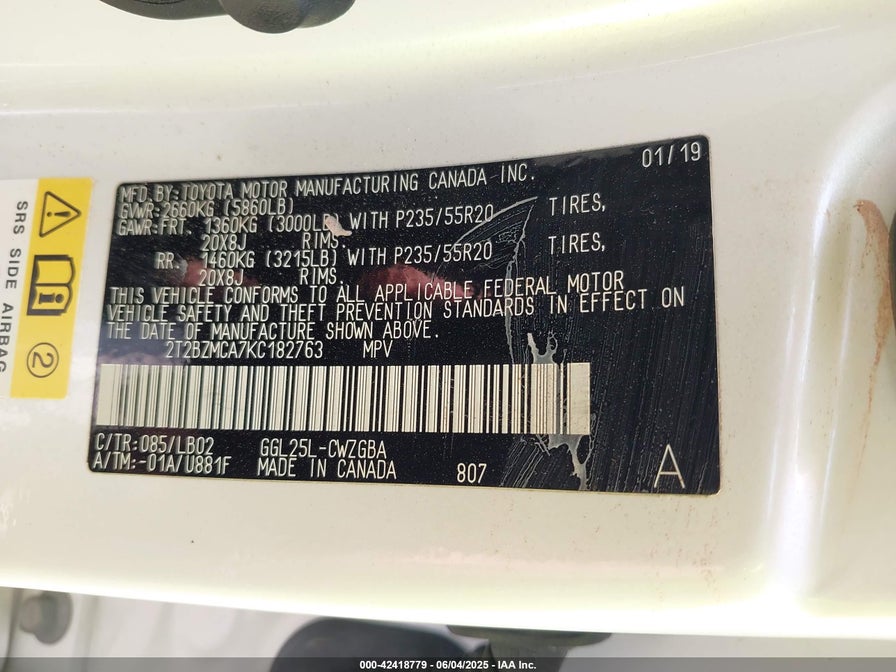 01/19
MFD BY: TOYOTA MOTOR MANUFACTURING CANADA INC.
GVWR: 2660KG (5860LB)
GAWR: FRT. 1360KG (3000LB) WITH P235/55R20 TIRES,
20X8J RIMS.
RR. 1460KG (3215LB) WITH P235/55R20 TIRES,
20X8J RIMS.
THIS VEHICLE CONFORMS TO ALL APPLICABLE FEDERAL MOTOR
VEHICLE SAFETY AND THEFT PREVENTION STANDARDS IN EFFECT ON
THE DATE OF MANUFACTURE SHOWN ABOVE.
2T2BZMCA7KC182763 MPV
C/TR: 085/LB02 GGL25L-CWZGBA
A/TM: -01A/U881F MADE IN CANADA 807
A
SRS SIDE AIRBAG
2
000-42418779 - 06/04/2025 - IAA Inc.